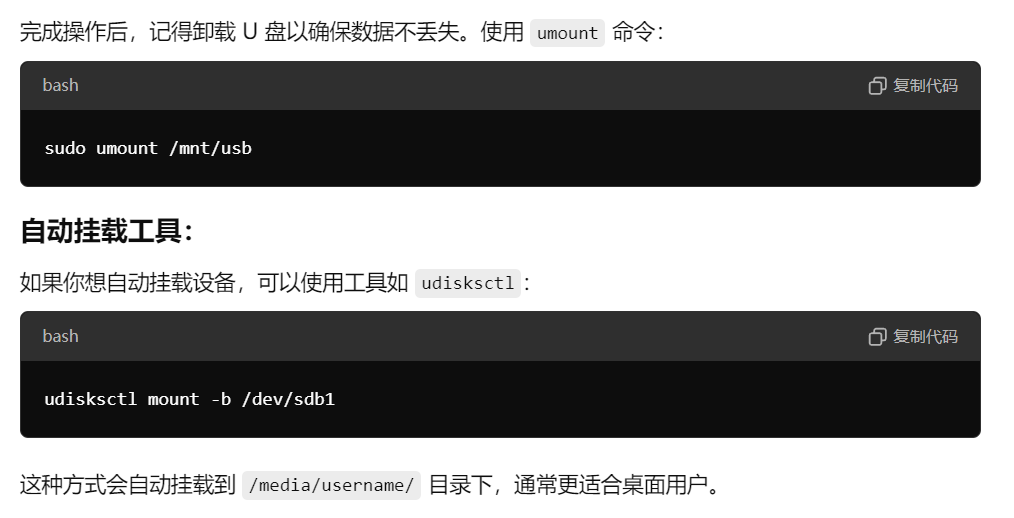 完成操作后，记得卸载 U 盘以确保数据不丢失。使用 umount 命令：
bash 复制代码
sudo umount /mnt/usb
自动挂载工具：
如果你想自动挂载设备，可以使用工具如 udisksctl：
bash 复制代码
udisksctl mount -b /dev/sdb1
这种方式会自动挂载到 /media/username/ 目录下，通常更适合桌面用户。